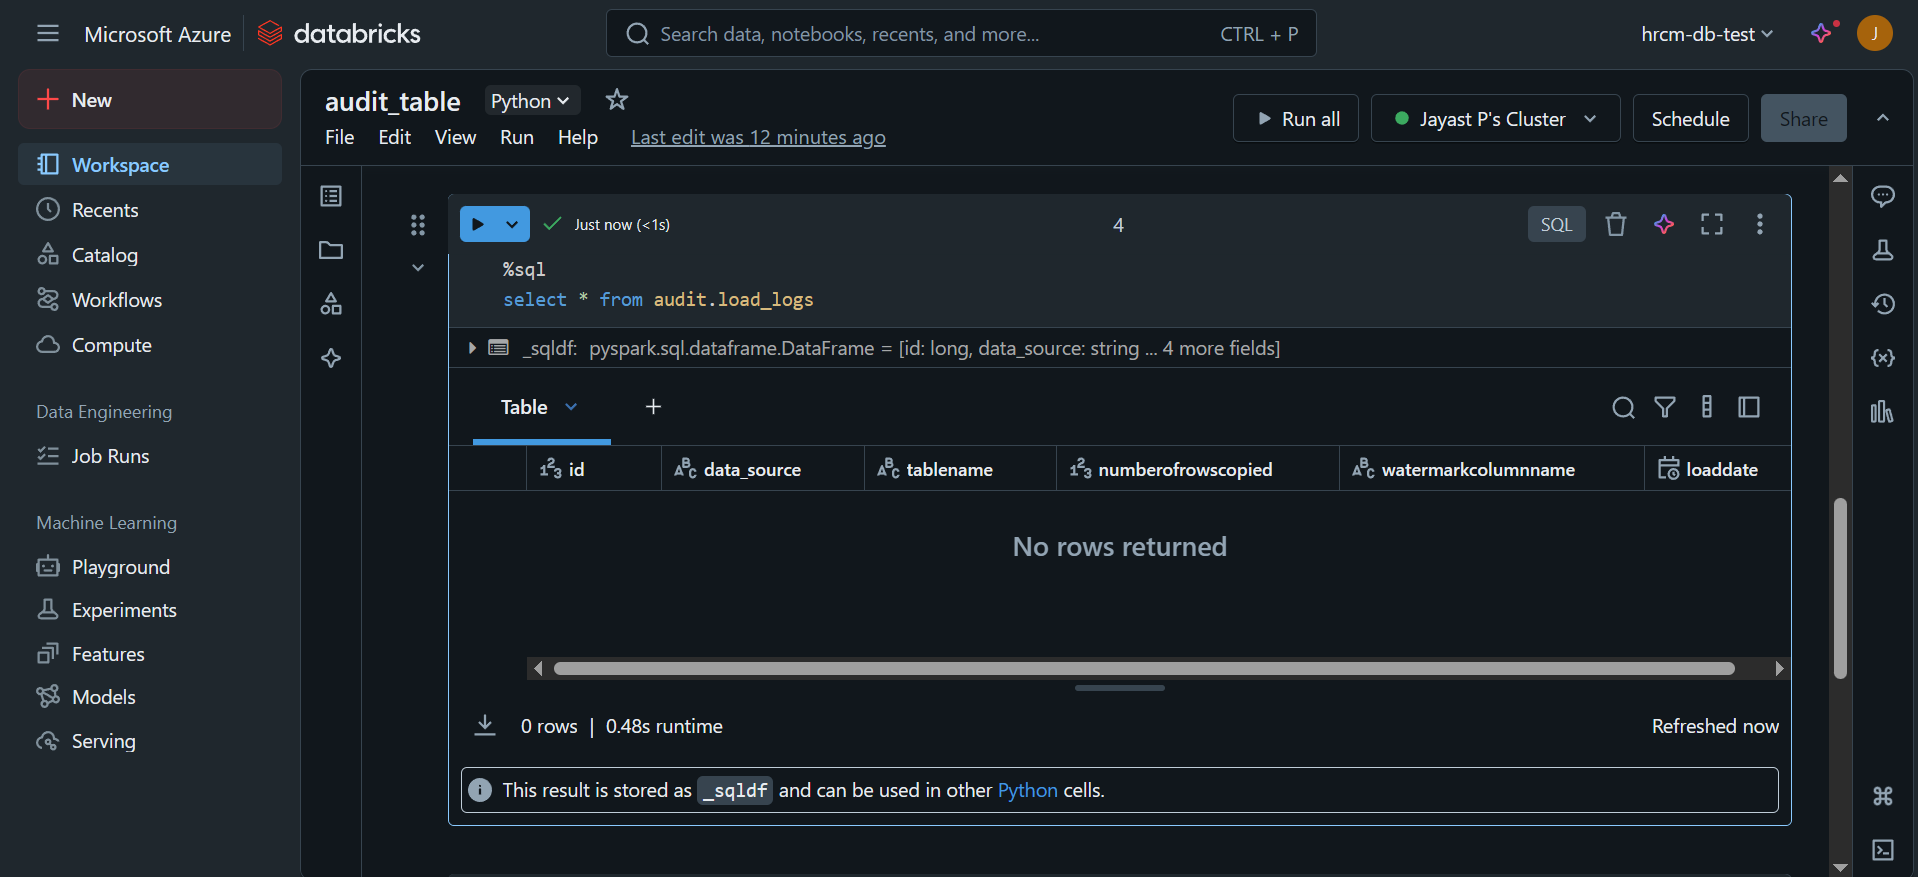 Microsoft Azure databricks
Search data, notebooks, recents, and more... CTRL + P
hrcm-db-test J
New
Workspace
Recents
Catalog
Workflows
Compute
Data Engineering
Job Runs
Machine Learning
Playground
Experiments
Features
Models
Serving
audit_table Python
File Edit View Run Help Last edit was 12 minutes ago
Run all Jayast P's Cluster Schedule Share
Just now (<1s) 4 SQL
%sql
select * from audit.load_logs
_sqldf: pyspark.sql.dataframe.DataFrame = [id: long, data_source: string ... 4 more fields]
Table +
id data_source tablename numberofrowscopied watermarkcolumnname loaddate
No rows returned
0 rows | 0.48s runtime Refreshed now
This result is stored as _sqldf and can be used in other Python cells.